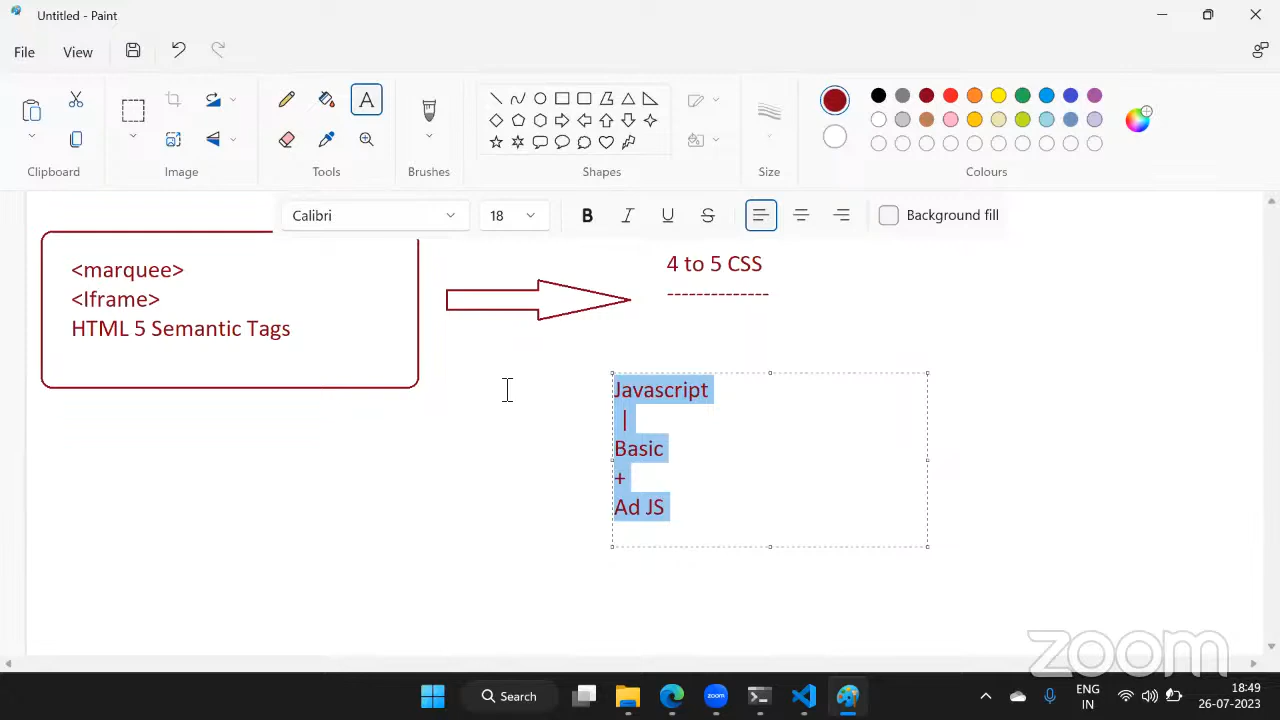 Untitled - Paint
File View
Clipboard
Image
Tools
Brushes
Shapes
Size
Colours
Calibri
18
B I U S
Background fill
<marquee>
<Iframe>
HTML 5 Semantic Tags
4 to 5 CSS
--------------
Javascript
|
Basic
+
Ad JS
zoom
Search
zoom
ENG
IN
18:49
26-07-2023